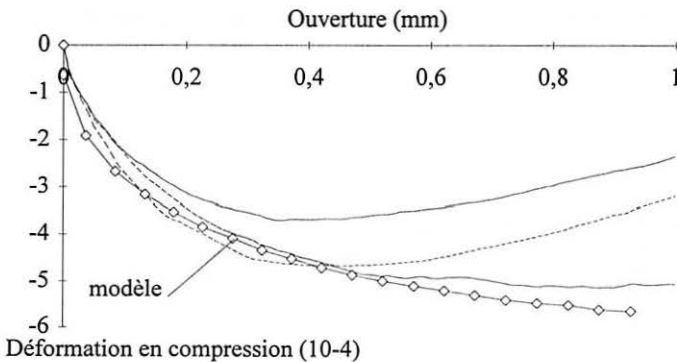 Ouverture (mm)
0
0 0,2 0,4 0,6 0,8 1
-1
-2
-3
-4
modèle
-5
-6
Déformation en compression (10-4)